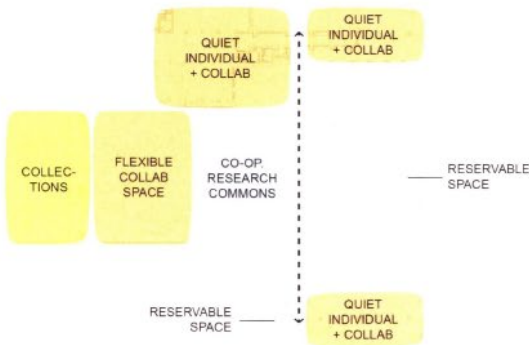 QUIET
INDIVIDUAL
+ COLLAB
QUIET
INDIVIDUAL
+ COLLAB
COLLEC-
TIONS
FLEXIBLE
COLLAB
SPACE
CO-OP.
RESEARCH
COMMONS
RESERVABLE
SPACE
RESERVABLE
SPACE
QUIET
INDIVIDUAL
+ COLLAB